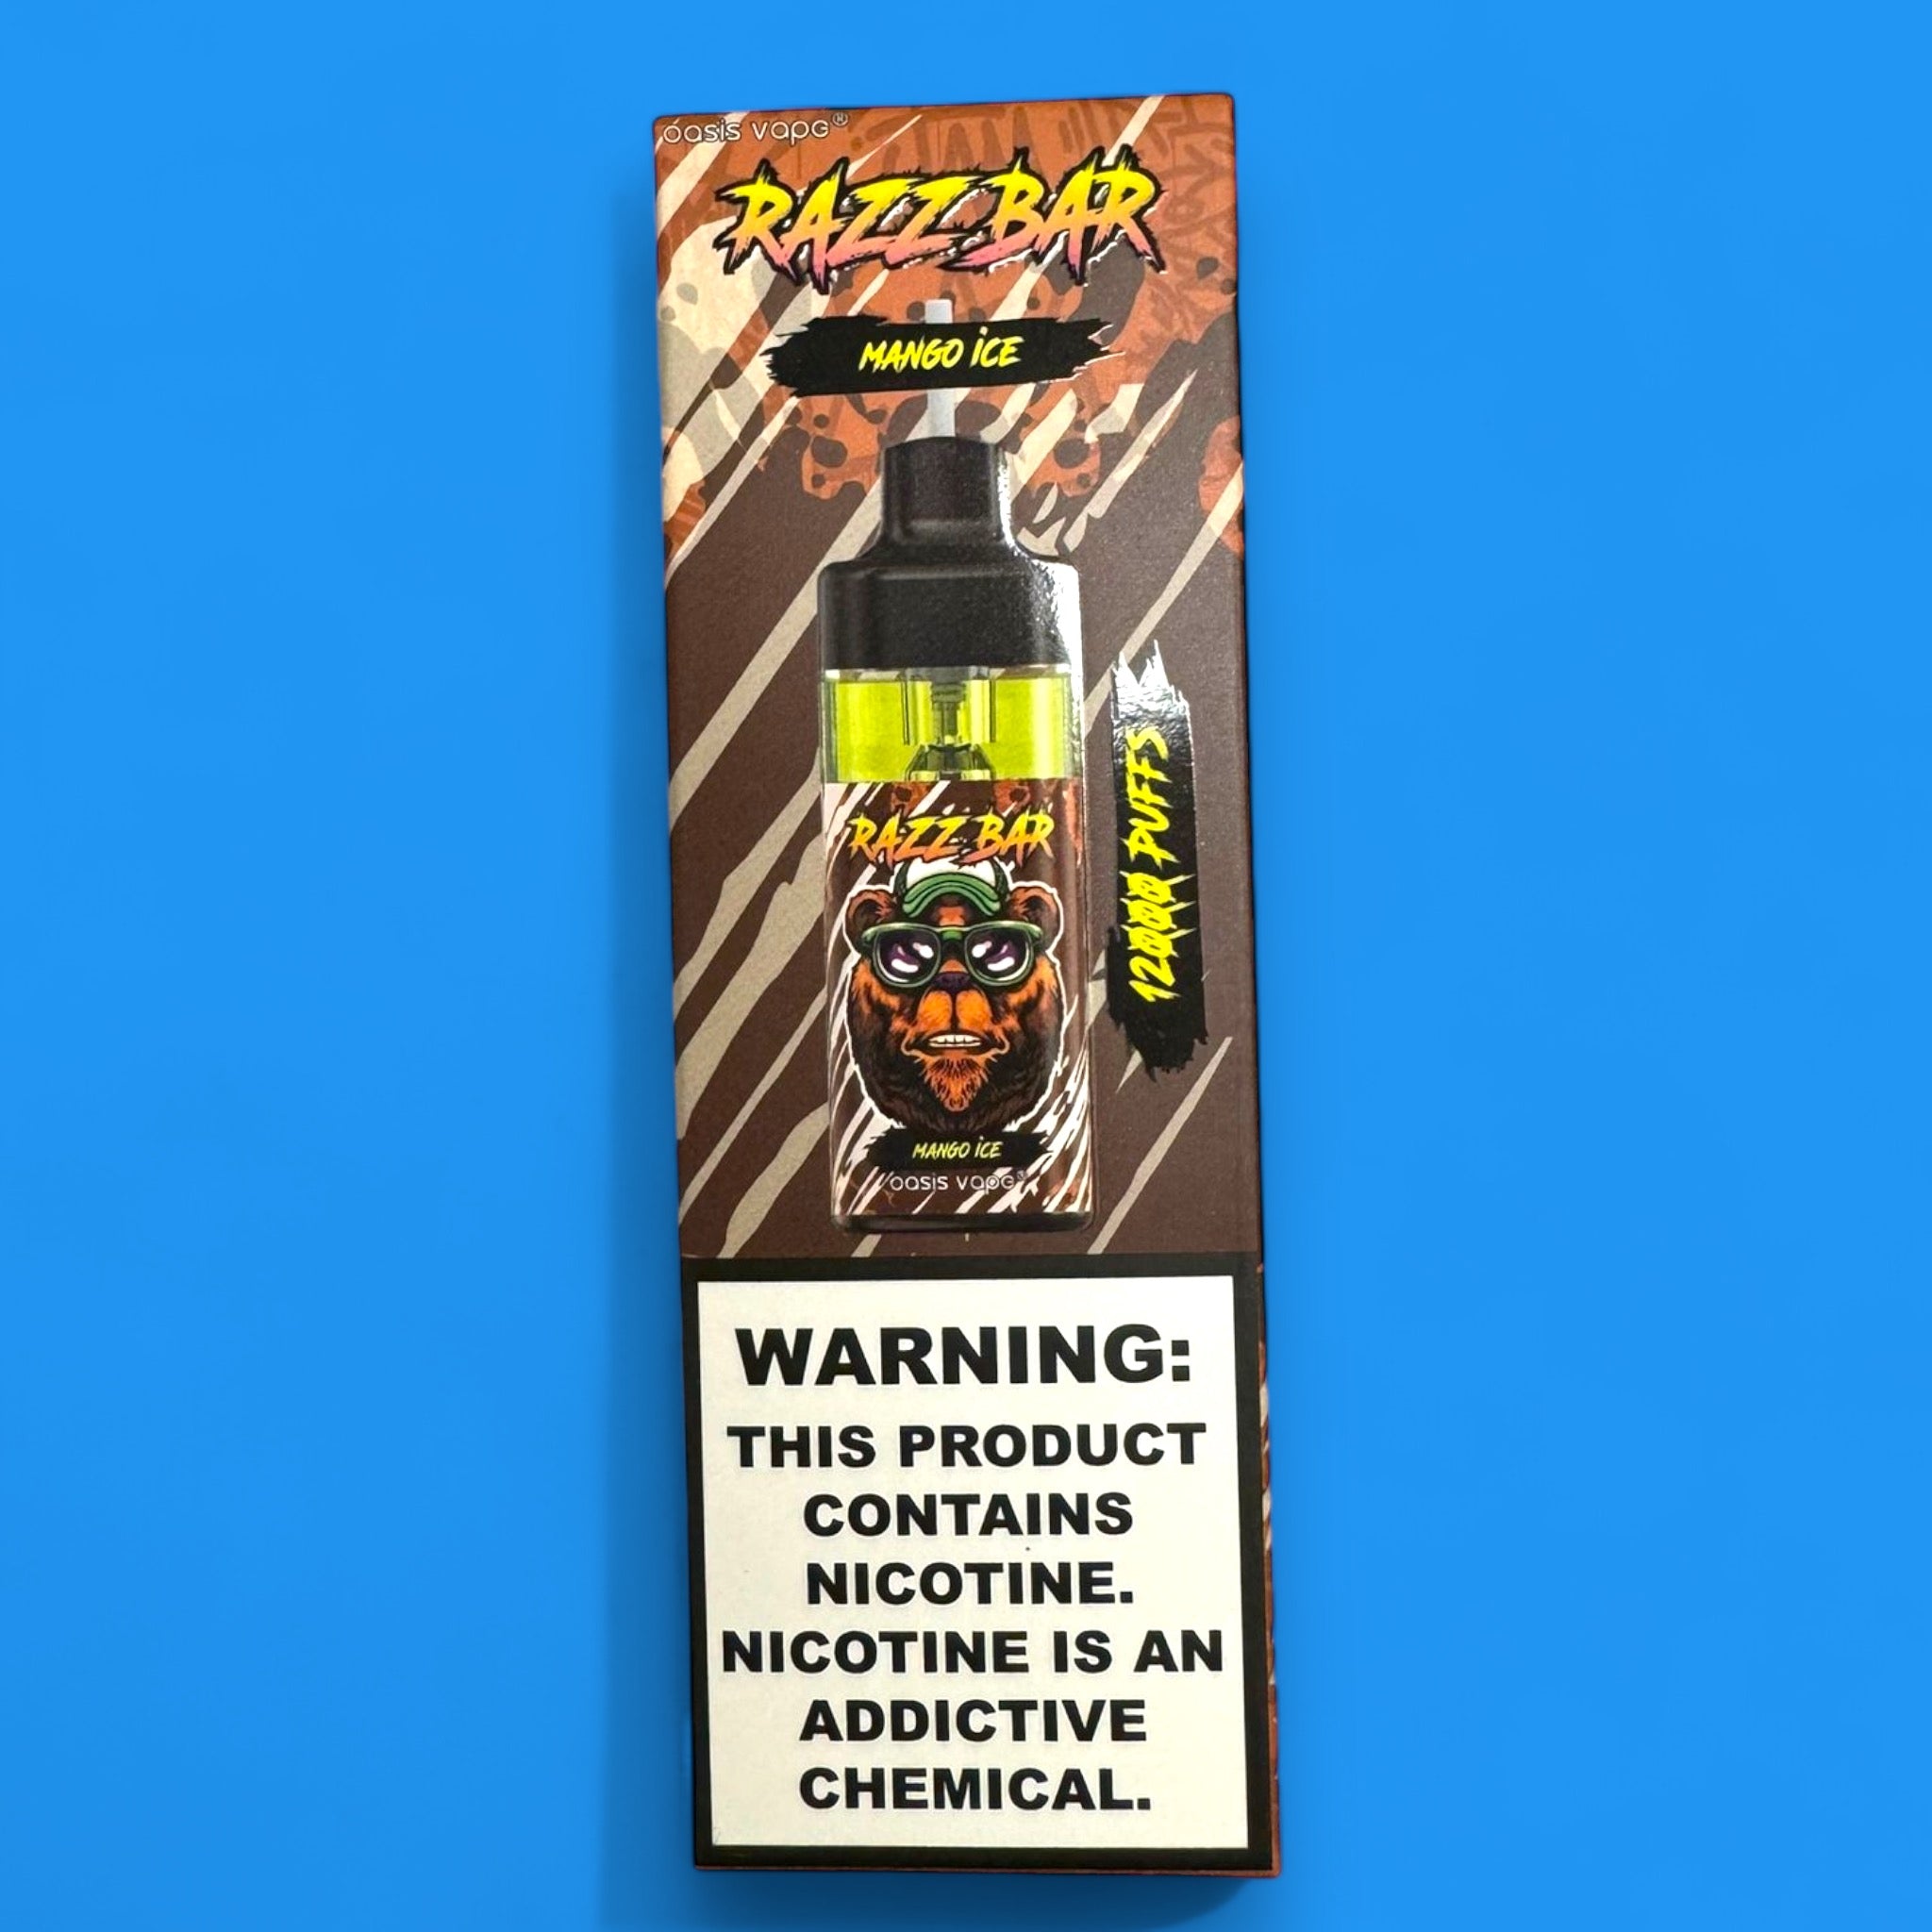 oasis vape®
RAZZ BAR
MANGO iCE
12000 PUFFS
RAZZ BAR
MANGO iCE
oasis vape®
WARNING:
THIS PRODUCT
CONTAINS
NICOTINE.
NICOTINE IS AN
ADDICTIVE
CHEMICAL.